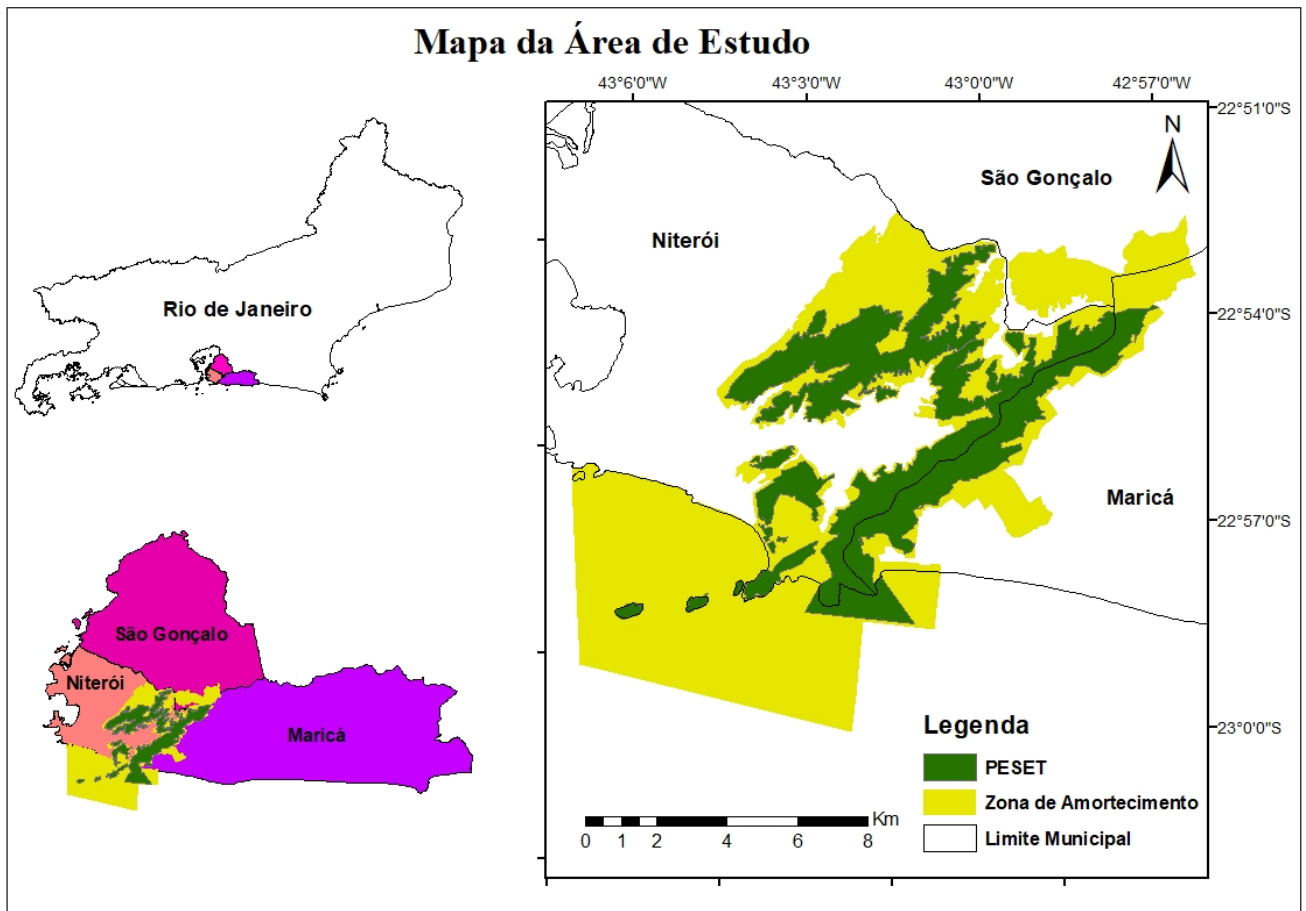 Mapa da Área de Estudo
Rio de Janeiro
São Gonçalo
Niterói
Maricá
43°6'0"W 43°3'0"W 43°0'0"W 42°57'0"W
22°51'0"S
N
São Gonçalo
Niterói
22°54'0"S
Maricá
22°57'0"S
23°0'0"S
Legenda
PESET
Zona de Amortecimento
Limite Municipal
Km
0 1 2 4 6 8